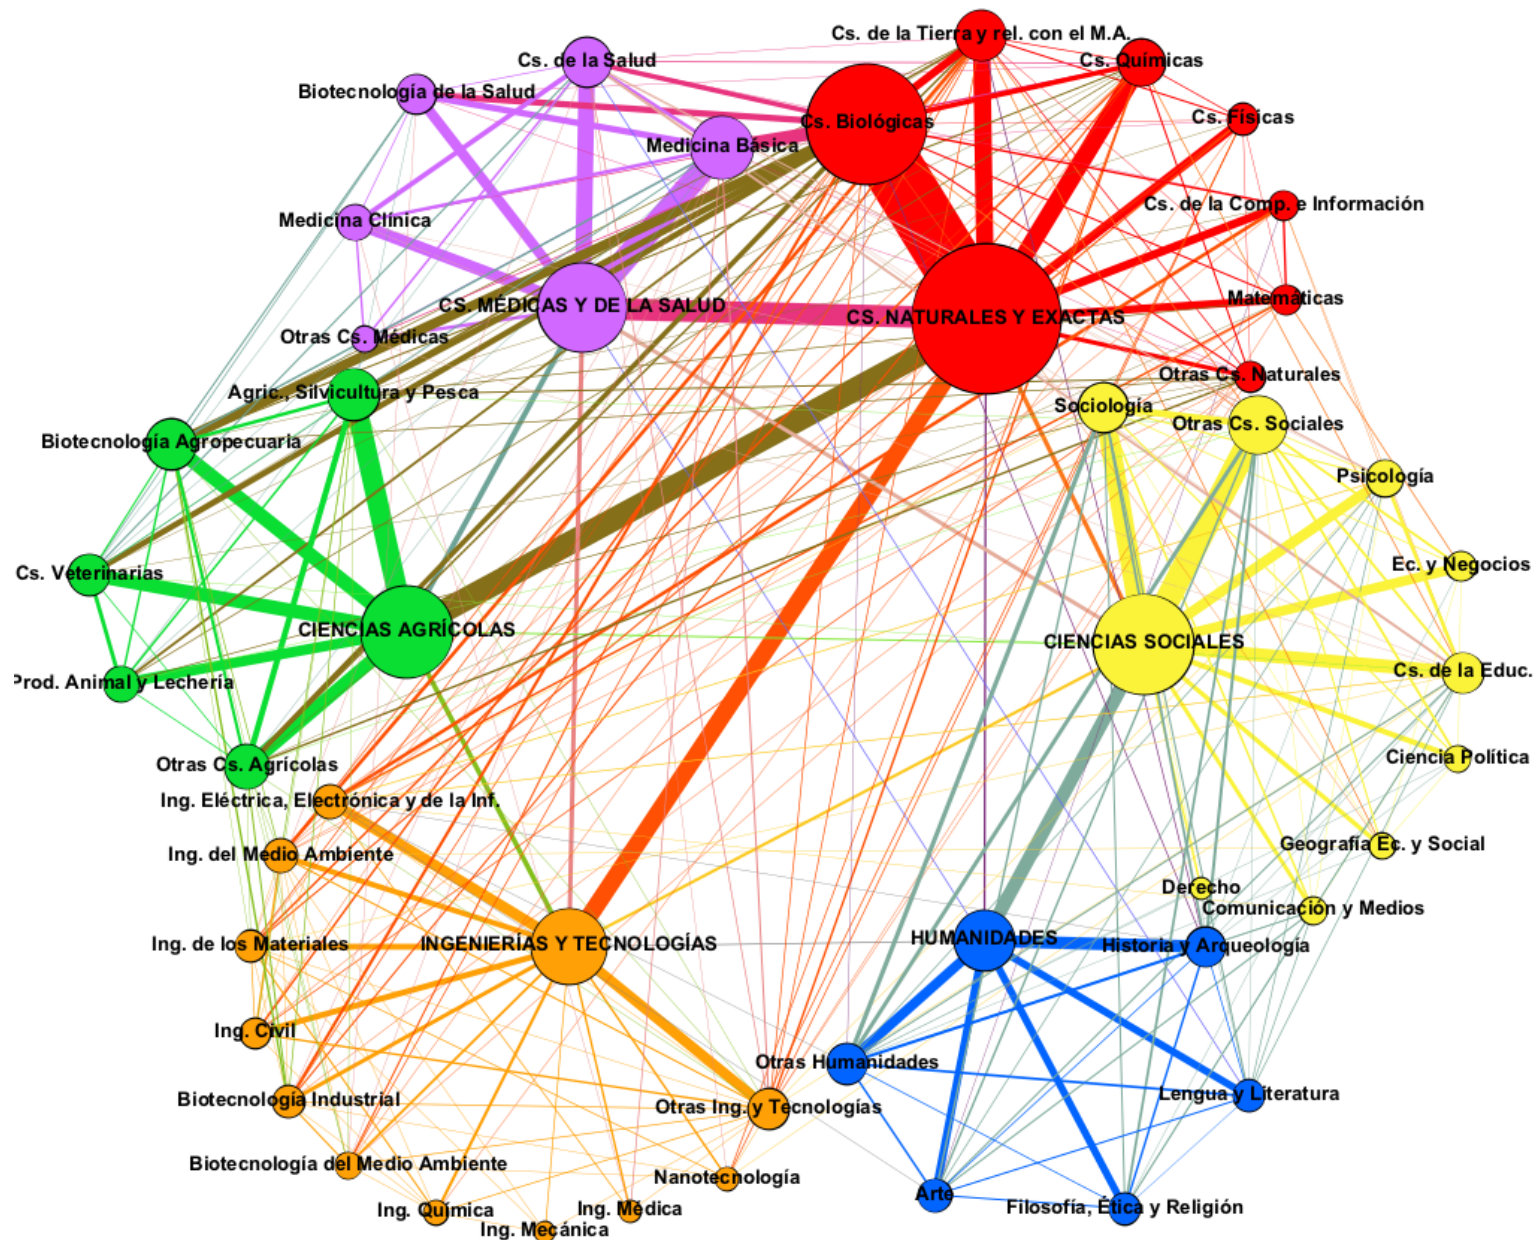 Cs. de la Tierra y rel. con el M.A.
Cs. de la Salud
Cs. Químicas
Biotecnología de la Salud
Cs. Biológicas
Cs. Físicas
Medicina Básica
Cs. de la Comp. e Información
Medicina Clínica
Matemáticas
CS. MÉDICAS Y DE LA SALUD
CS. NATURALES Y EXACTAS
Otras Cs. Médicas
Otras Cs. Naturales
Agric., Silvicultura y Pesca
Sociología
Otras Cs. Sociales
Biotecnología Agropecuaria
Psicología
Ec. y Negocios
Cs. Veterinarias
CIENCIAS AGRÍCOLAS
CIENCIAS SOCIALES
Cs. de la Educ.
Prod. Animal y Lechería
Ciencia Política
Otras Cs. Agrícolas
Ing. Eléctrica, Electrónica y de la Inf.
Geografía Ec. y Social
Ing. del Medio Ambiente
Derecho
Comunicación y Medios
Ing. de los Materiales
INGENIERÍAS Y TECNOLOGÍAS
HUMANIDADES
Historia y Arqueología
Ing. Civil
Otras Humanidades
Lengua y Literatura
Biotecnología Industrial
Otras Ing. y Tecnologías
Biotecnología del Medio Ambiente
Nanotecnología
Arte
Filosofía, Ética y Religión
Ing. Química
Ing. Médica
Ing. Mecánica